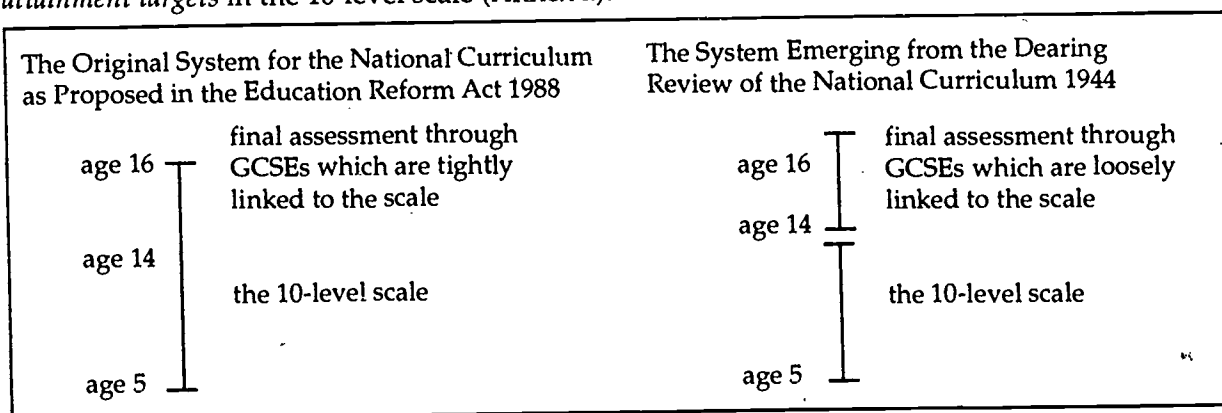 attainment targets in the 10-level scale
The Original System for the National Curriculum
as Proposed in the Education Reform Act 1988
final assessment through
age 16 GCSEs which are tightly
linked to the scale
age 14
the 10-level scale
age 5
The System Emerging from the Dearing
Review of the National Curriculum 1944
final assessment through
age 16 GCSEs which are loosely
linked to the scale
age 14
the 10-level scale
age 5